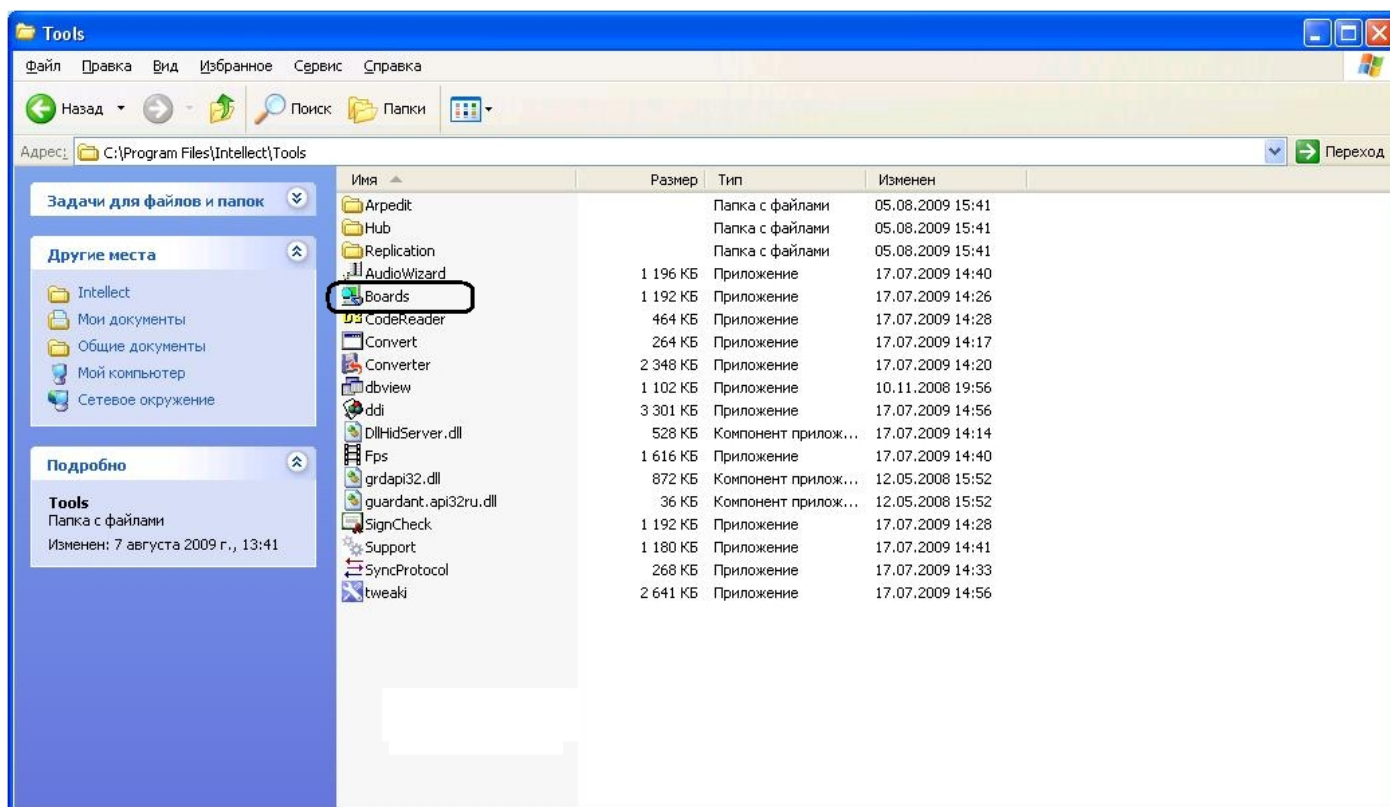 Tools
Файл Правка Вид Избранное Сервис Справка
Назад Поиск Папки
Адрес: C:\Program Files\Intellect\Tools Переход
Имя Размер Тип Изменен
Задачи для файлов и папок
Другие места
Intellect
Мои документы
Общие документы
Мой компьютер
Сетевое окружение
Подробно
Tools
Папка с файлами
Изменен: 7 августа 2009 г., 13:41
Arpedit Папка с файлами 05.08.2009 15:41
Hub Папка с файлами 05.08.2009 15:41
Replication Папка с файлами 05.08.2009 15:41
AudioWizard 1 196 КБ Приложение 17.07.2009 14:40
Boards 1 192 КБ Приложение 17.07.2009 14:26
CodeReader 464 КБ Приложение 17.07.2009 14:28
Convert 264 КБ Приложение 17.07.2009 14:17
Converter 2 348 КБ Приложение 17.07.2009 14:20
dbview 1 102 КБ Приложение 10.11.2008 19:56
ddi 3 301 КБ Приложение 17.07.2009 14:56
DllHidServer.dll 528 КБ Компонент прилож... 17.07.2009 14:14
Fps 1 616 КБ Приложение 17.07.2009 14:40
grdapi32.dll 872 КБ Компонент прилож... 12.05.2008 15:52
guardant.api32ru.dll 36 КБ Компонент прилож... 12.05.2008 15:52
SignCheck 1 192 КБ Приложение 17.07.2009 14:28
Support 1 180 КБ Приложение 17.07.2009 14:41
SyncProtocol 268 КБ Приложение 17.07.2009 14:33
tweaki 2 641 КБ Приложение 17.07.2009 14:56